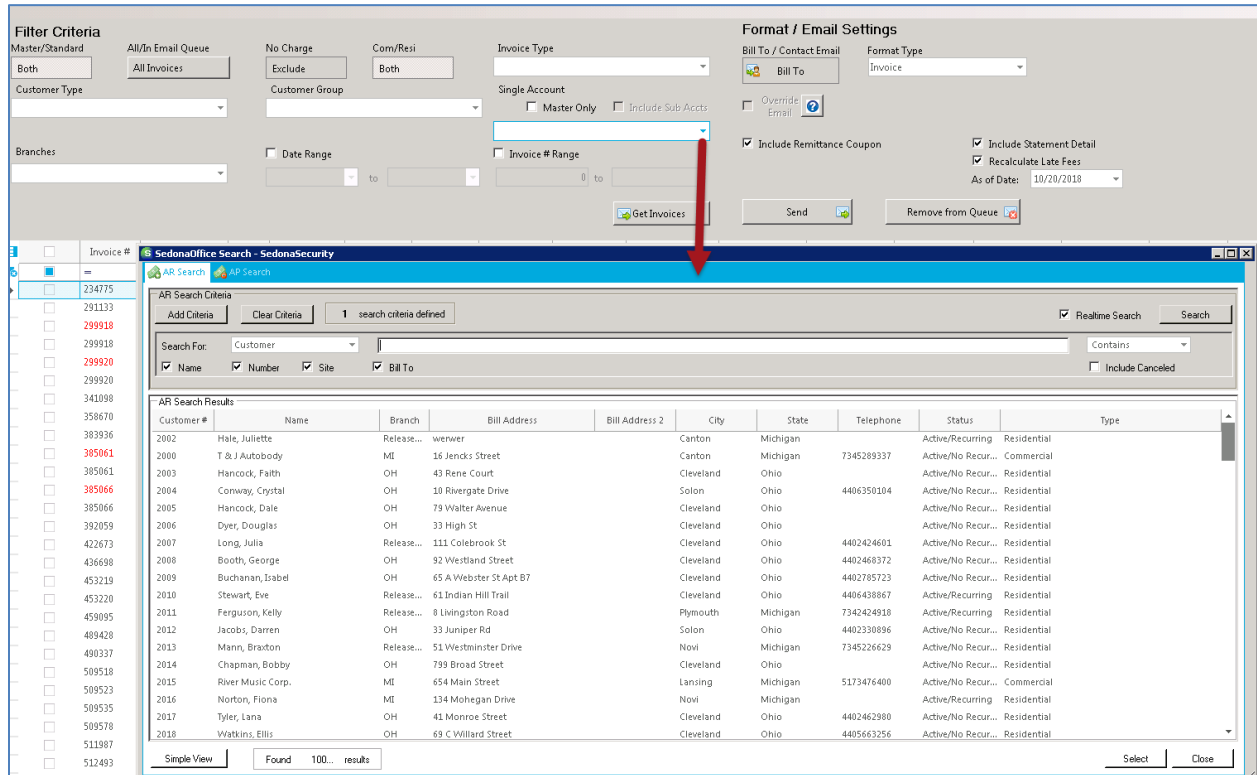 Filter Criteria
Format / Email Settings
Master/Standard All/In Email Queue No Charge Com/Resi Invoice Type Bill To / Contact Email Format Type
Both All Invoices Exclude Both Bill To Invoice
Customer Type Customer Group Single Account
Master Only Include Sub Accts Override Email
Include Remittance Coupon Include Statement Detail
Branches Date Range Invoice # Range Recalculate Late Fees
to 0 to As of Date: 10/20/2018
Get Invoices Send Remove from Queue
Invoice #
=
234775
291133
299918
299918
299920
299920
341098
358670
383936
385061
385061
385066
385066
392059
422673
436698
453219
453220
459095
489428
490337
509518
509523
509535
509578
511987
512493
SedonaOffice Search - SedonaSecurity
AR Search AP Search
AR Search Criteria
Add Criteria Clear Criteria 1 search criteria defined Realtime Search Search
Search For: Customer Contains
Name Number Site Bill To Include Canceled
AR Search Results
Customer # Name Branch Bill Address Bill Address 2 City State Telephone Status Type
2002 Hale, Juliette Release... werwer Canton Michigan Active/Recurring Residential
2000 T & J Autobody MI 16 Jencks Street Canton Michigan 7345289337 Active/No Recur... Commercial
2003 Hancock, Faith OH 43 Rene Court Cleveland Ohio Active/No Recur... Residential
2004 Conway, Crystal OH 10 Rivergate Drive Solon Ohio 4406350104 Active/No Recur... Residential
2005 Hancock, Dale OH 79 Walter Avenue Cleveland Ohio Active/No Recur... Residential
2006 Dyer, Douglas OH 33 High St Cleveland Ohio Active/No Recur... Residential
2007 Long, Julia Release... 111 Colebrook St Cleveland Ohio 4402424601 Active/No Recur... Residential
2008 Booth, George OH 92 Westland Street Cleveland Ohio 4402468372 Active/No Recur... Residential
2009 Buchanan, Isabel OH 65 A Webster St Apt B7 Cleveland Ohio 4402785723 Active/No Recur... Residential
2010 Stewart, Eve Release... 61 Indian Hill Trail Cleveland Ohio 4406438867 Active/Recurring Residential
2011 Ferguson, Kelly Release... 8 Livingston Road Plymouth Michigan 7342424918 Active/No Recur... Residential
2012 Jacobs, Darren OH 33 Juniper Rd Solon Ohio 4402330896 Active/No Recur... Residential
2013 Mann, Braxton Release... 51 Westminster Drive Novi Michigan 7345226629 Active/No Recur... Residential
2014 Chapman, Bobby OH 799 Broad Street Cleveland Ohio Active/No Recur... Residential
2015 River Music Corp. MI 654 Main Street Lansing Michigan 5173476400 Active/No Recur... Commercial
2016 Norton, Fiona MI 134 Mohegan Drive Novi Michigan Active/Recurring Residential
2017 Tyler, Lana OH 41 Monroe Street Cleveland Ohio 4402462980 Active/No Recur... Residential
2018 Watkins, Ellis OH 69 C Willard Street Cleveland Ohio 4405663256 Active/No Recur... Residential
Simple View Found 100... results Select Close